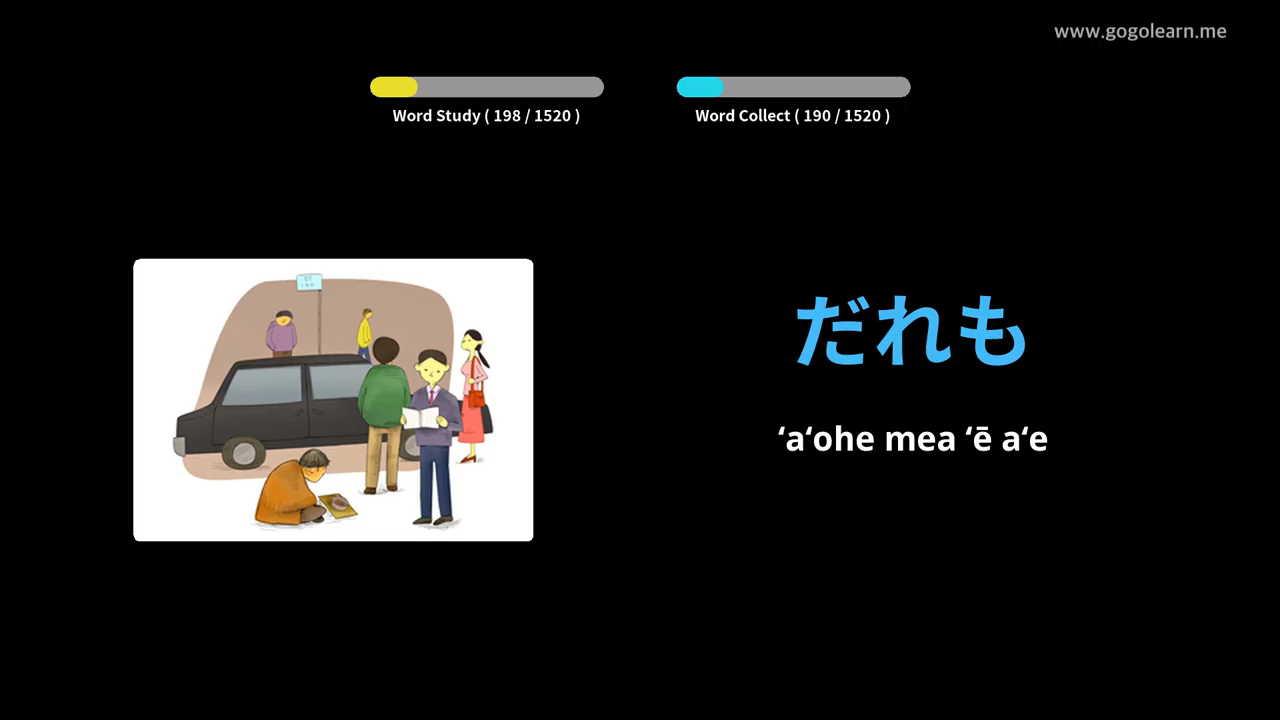 www.gogolearn.me
Word Study ( 198 / 1520 )
Word Collect ( 190 / 1520 )
だれも
ʻaʻohe mea ʻē aʻe